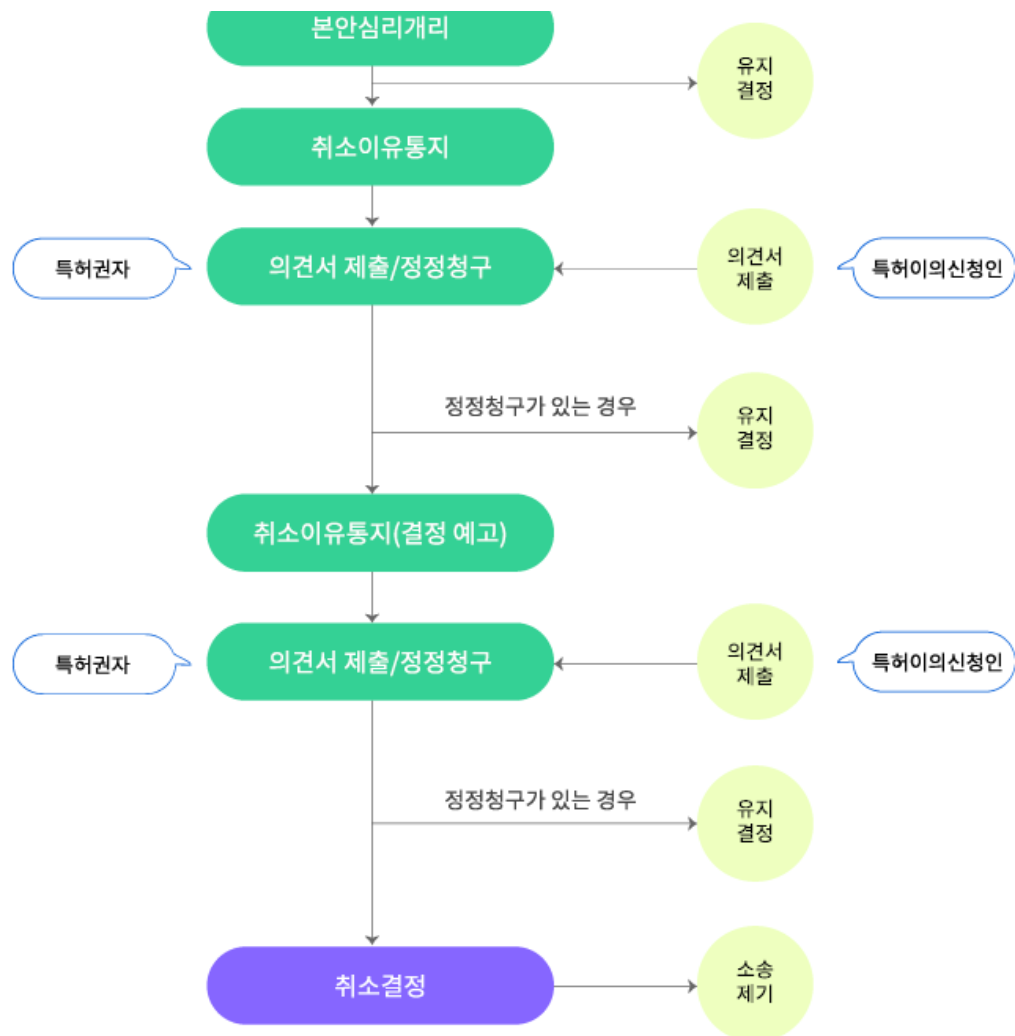 본안심리개리
유지
결정
취소이유통지
특허권자
의견서 제출/정정청구
의견서
제출
특허이의신청인
정정청구가 있는 경우
유지
결정
취소이유통지(결정 예고)
특허권자
의견서 제출/정정청구
의견서
제출
특허이의신청인
정정청구가 있는 경우
유지
결정
취소결정
소송
제기